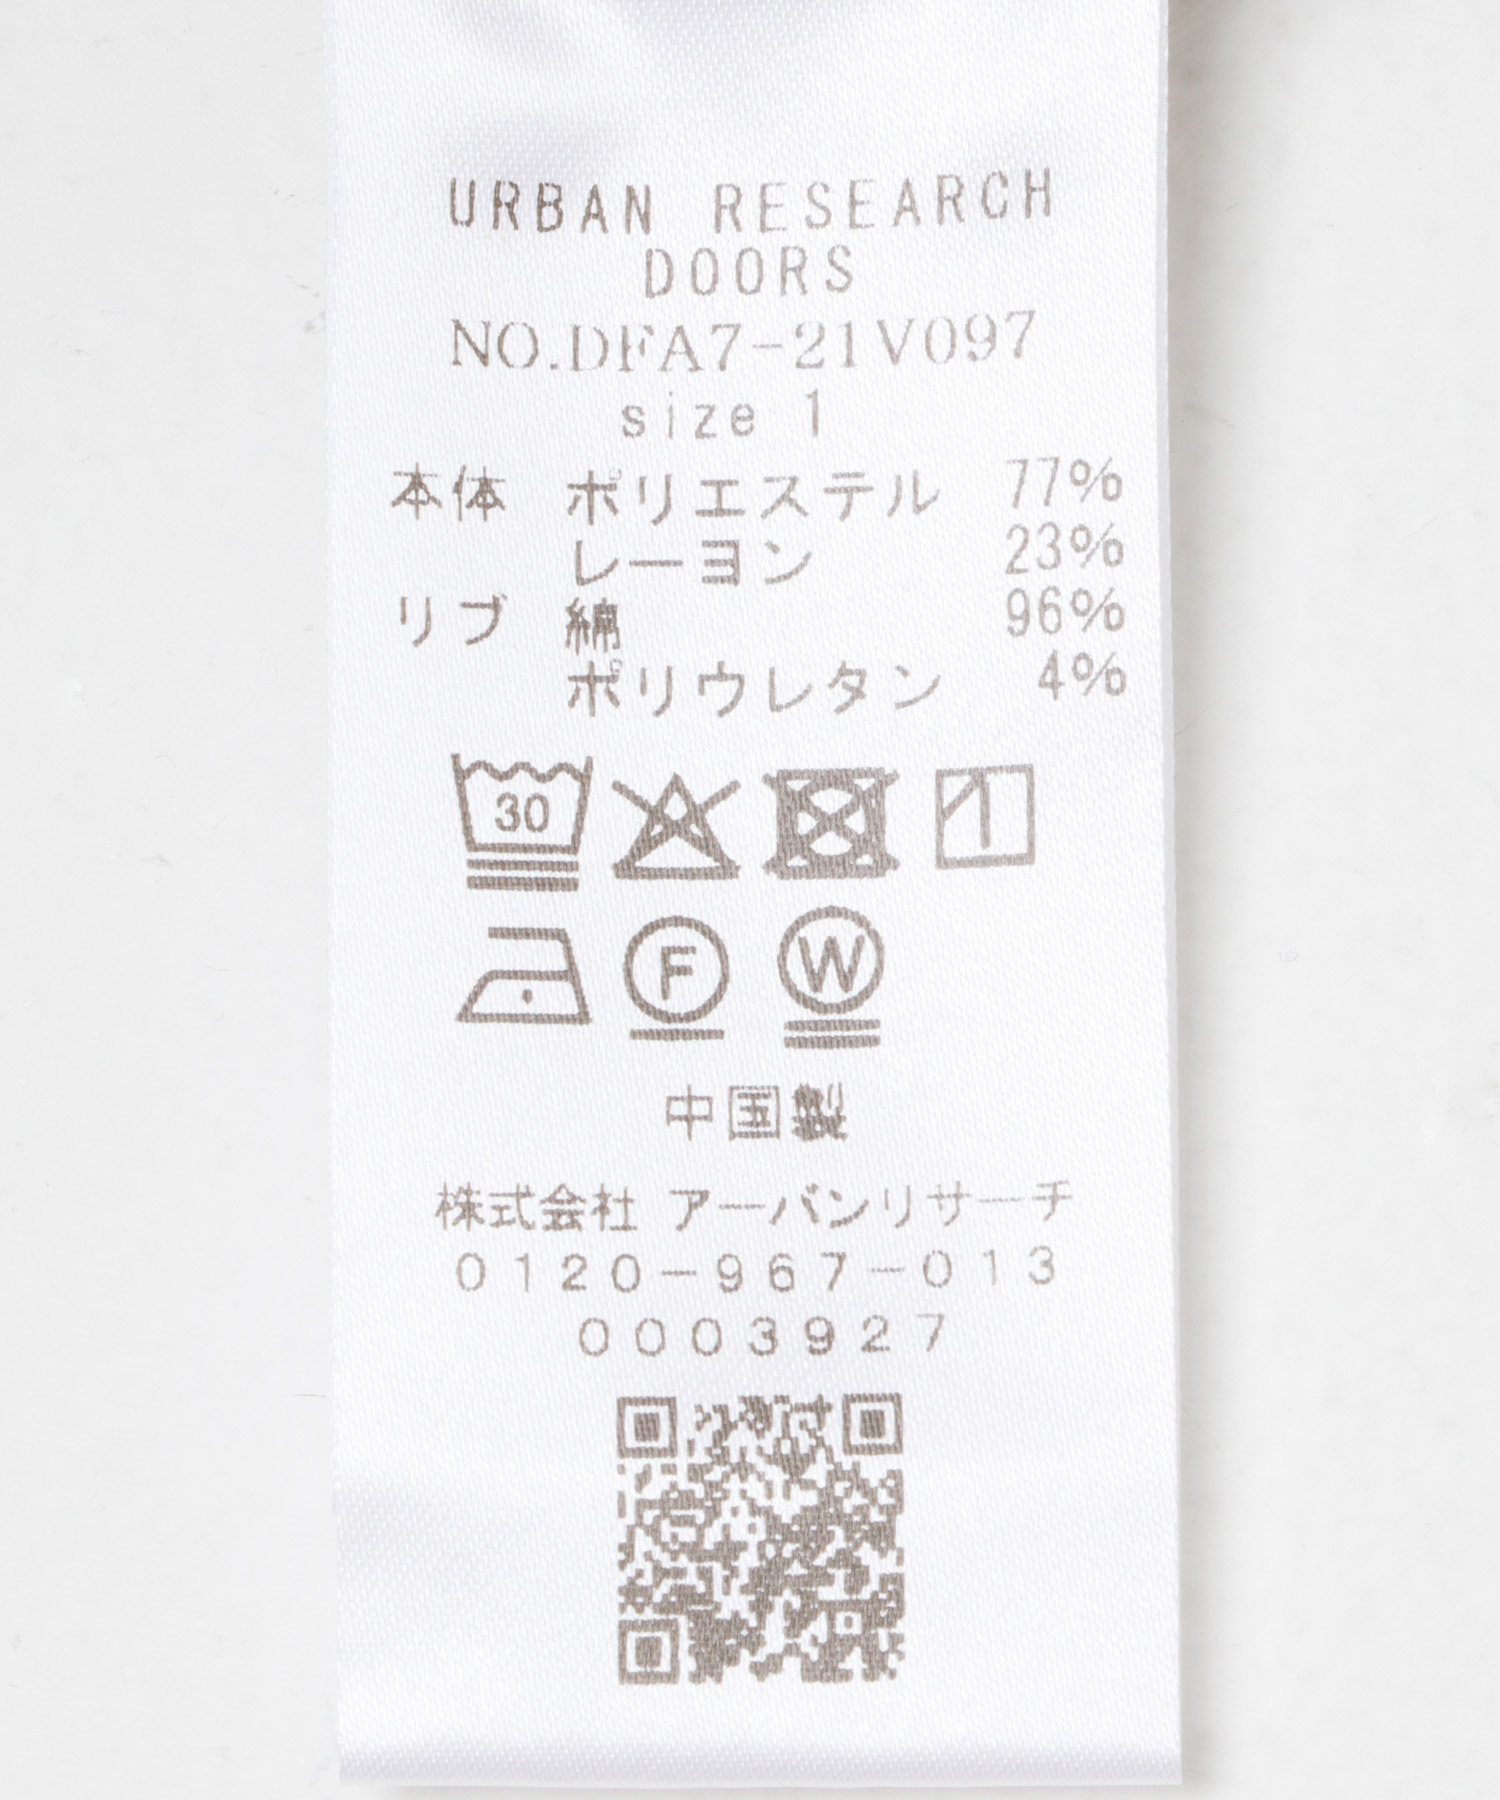 URBAN RESEARCH
DOORS
NO.DFA7-21V097
size 1
本体 ポリエステル 77%
レーヨン 23%
リブ 綿 96%
ポリウレタン 4%
30
F W
中国製
株式会社 アーバンリサーチ
0120-967-013
0003927